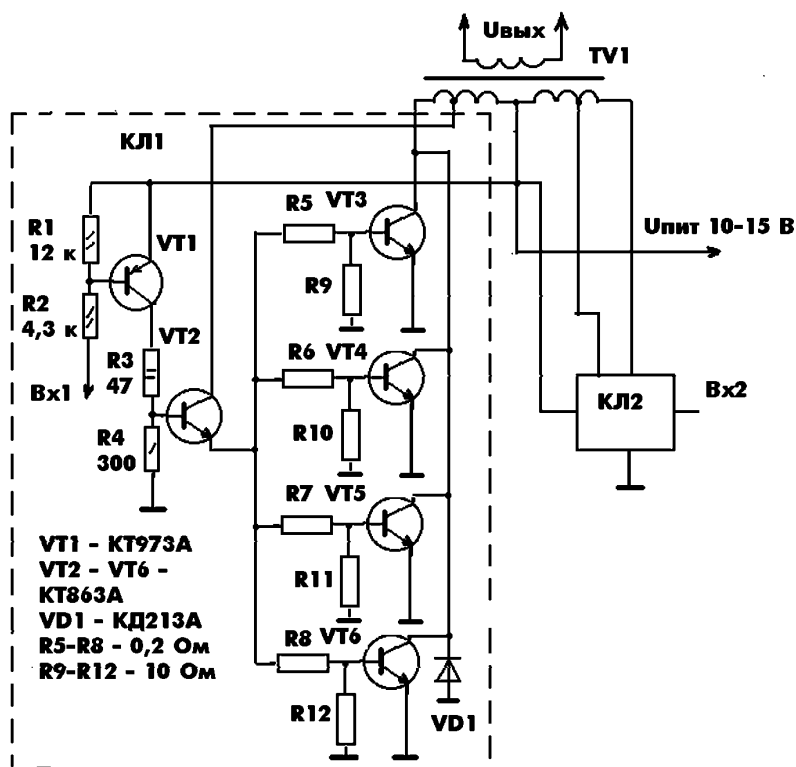 Uвых
TV1
КЛ1
R1
12 к
VT1
R2
4,3 к
VT2
R3
47
Вх1
R4
300
R5 VT3
R9
Uпит 10-15 В
R6 VT4
R10
КЛ2
Вх2
R7 VT5
R11
R8 VT6
R12
VD1
VT1 - КТ973А
VT2 - VT6 -
КТ863А
VD1 - КД213А
R5-R8 - 0,2 Ом
R9-R12 - 10 Ом